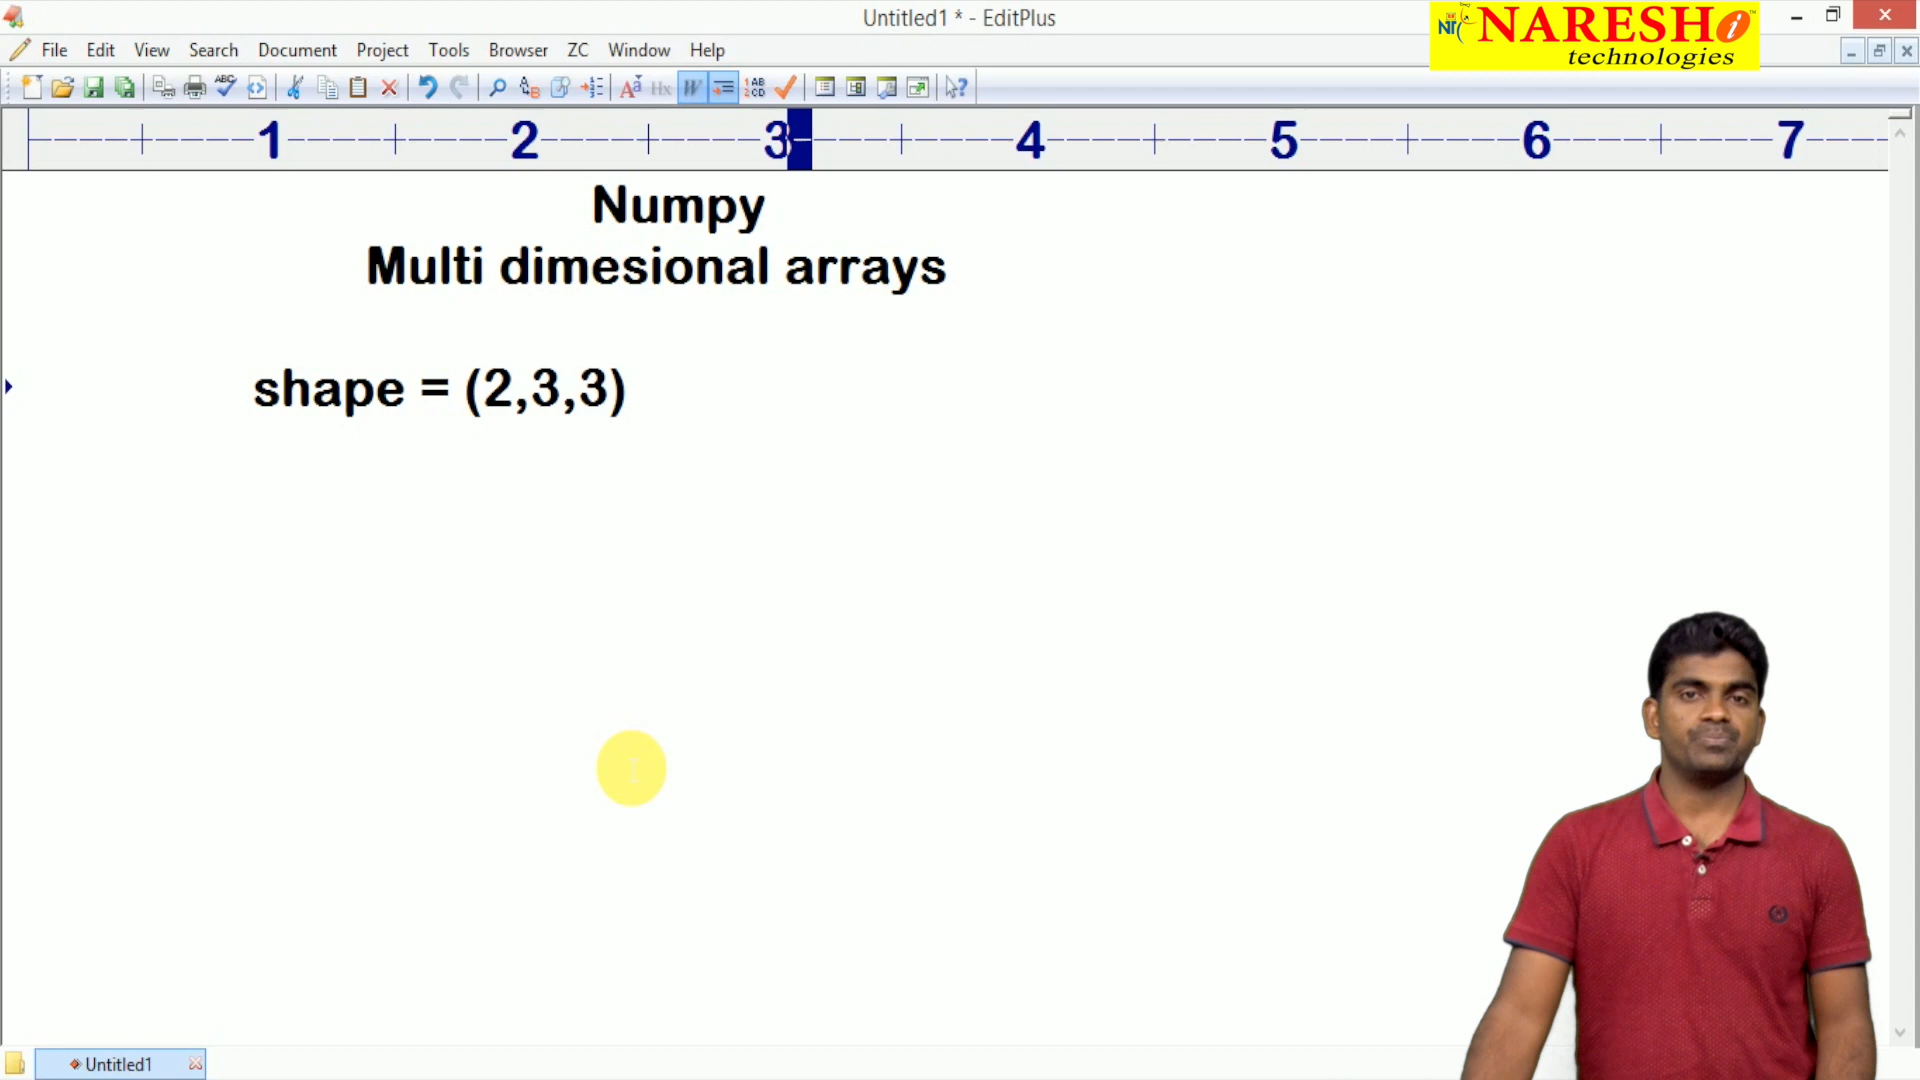 Untitled1 * - EditPlus
NARESH i
technologies
File Edit View Search Document Project Tools Browser ZC Window Help
1 2 3 4 5 6 7
Numpy
Multi dimesional arrays
shape = (2,3,3)
Untitled1